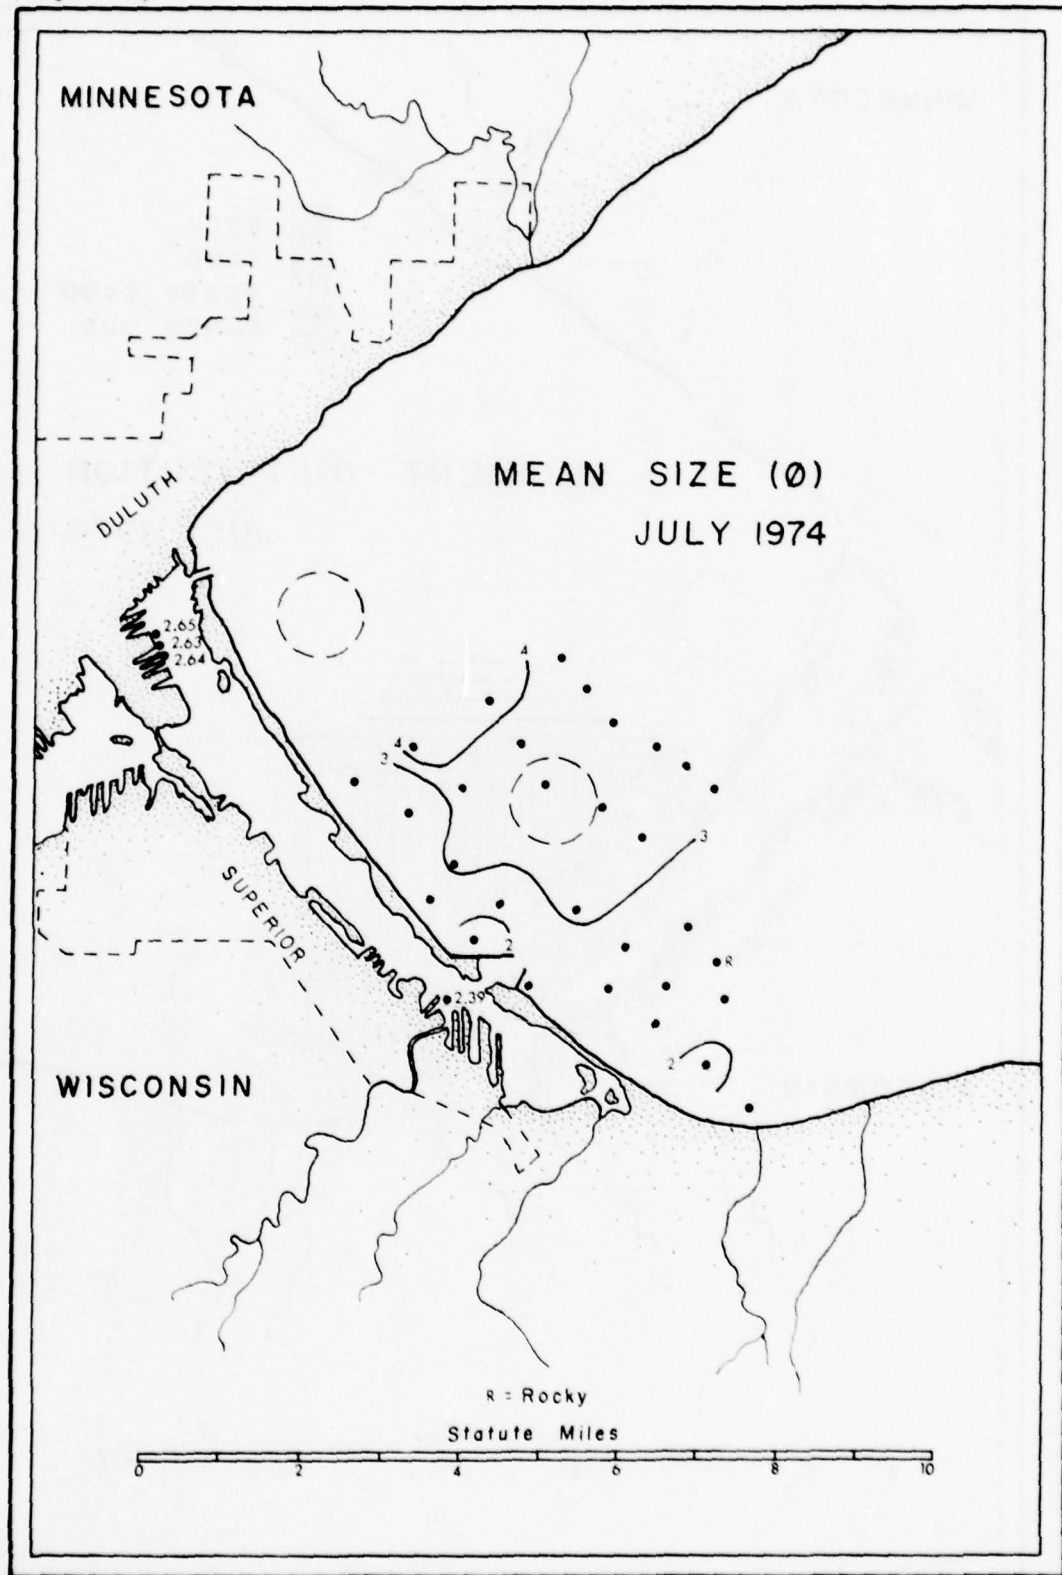 MINNESOTA
MEAN SIZE (Ø)
JULY 1974
DULUTH
2.65
2.63
2.64
4
4
3
3
SUPERIOR
2
R
2.39
2
WISCONSIN
R = Rocky
Statute Miles
0 2 4 6 8 10